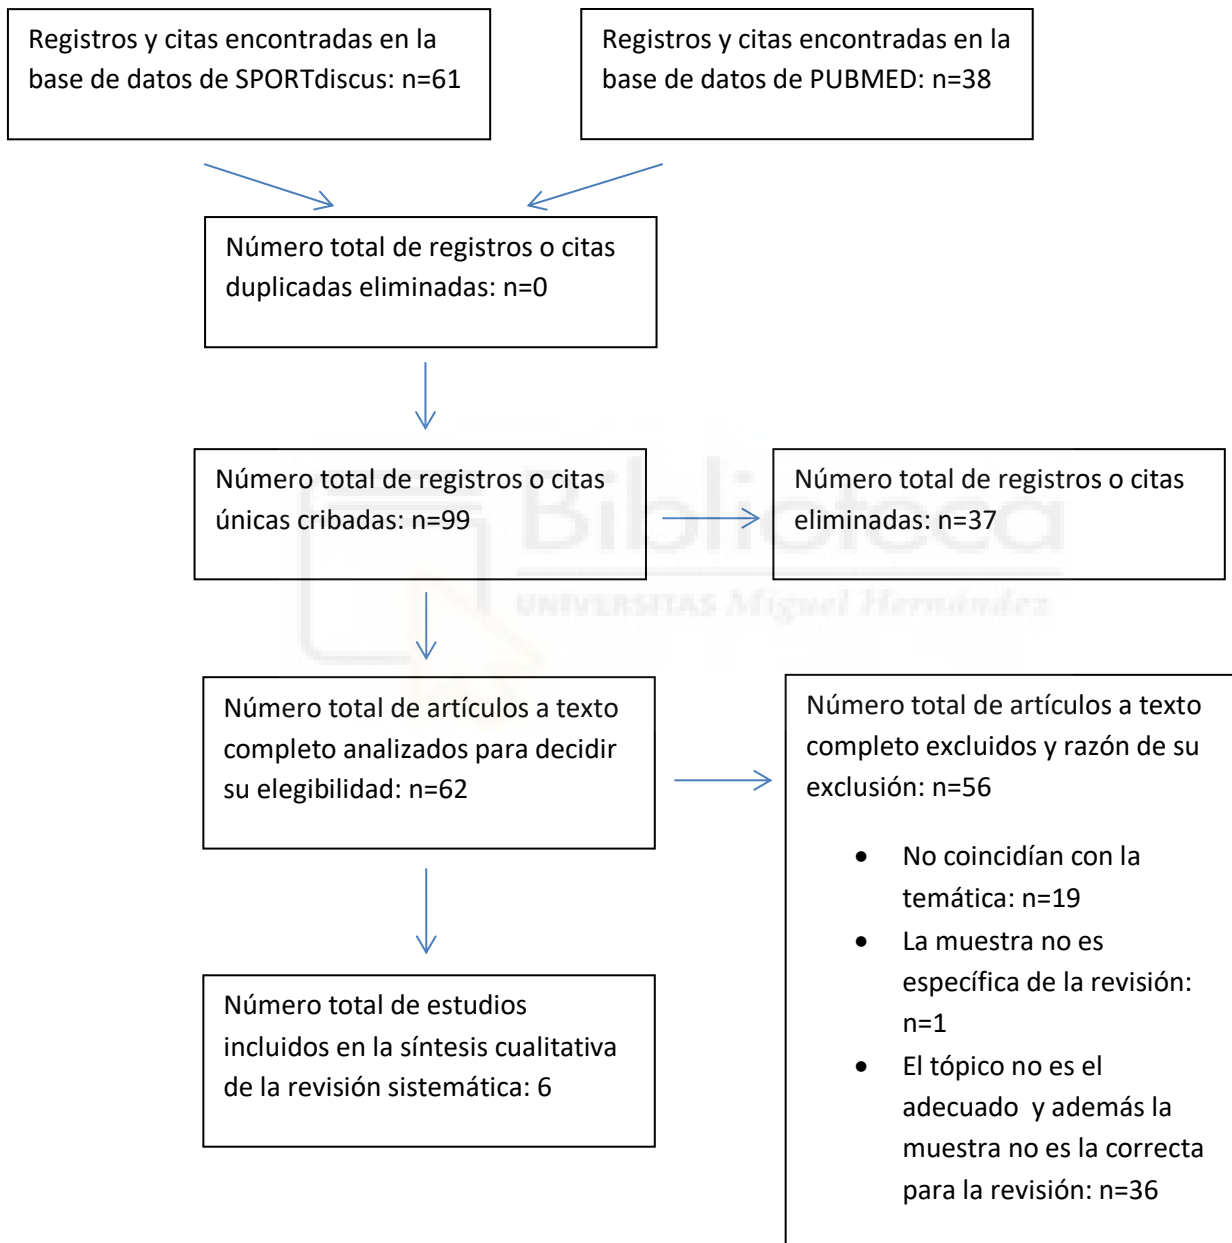 Registros y citas encontradas en la
base de datos de SPORTdiscus: n=61
Registros y citas encontradas en la
base de datos de PUBMED: n=38
Número total de registros o citas
duplicadas eliminadas: n=0
Número total de registros o citas
únicas cribadas: n=99
Número total de registros o citas
eliminadas: n=37
Biblioteca
UNIVERSITAS Miguel Hernández
Número total de artículos a texto
completo analizados para decidir
su elegibilidad: n=62
Número total de artículos a texto
completo excluidos y razón de su
exclusión: n=56
• No coincidían con la
temática: n=19
• La muestra no es
específica de la revisión:
n=1
• El tópico no es el
adecuado y además la
muestra no es la correcta
para la revisión: n=36
Número total de estudios
incluidos en la síntesis cualitativa
de la revisión sistemática: 6